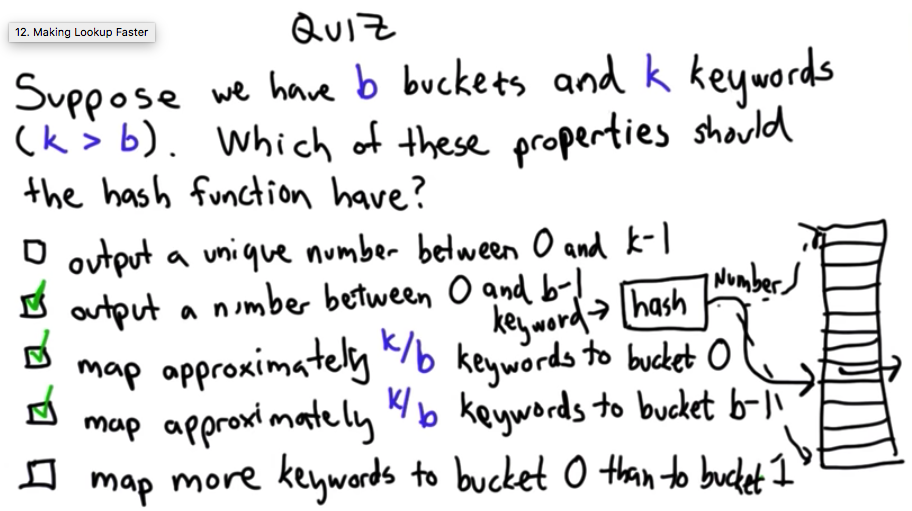 12. Making Lookup Faster
QUIZ
Suppose we have b buckets and k keywords
(k > b). Which of these properties should
the hash function have?
output a unique number between 0 and k-1
output a number between 0 and b-1
keyword
hash
Number
map approximately k/b keywords to bucket 0
map approximately k/b keywords to bucket b-1
map more keywords to bucket 0 than to bucket 1